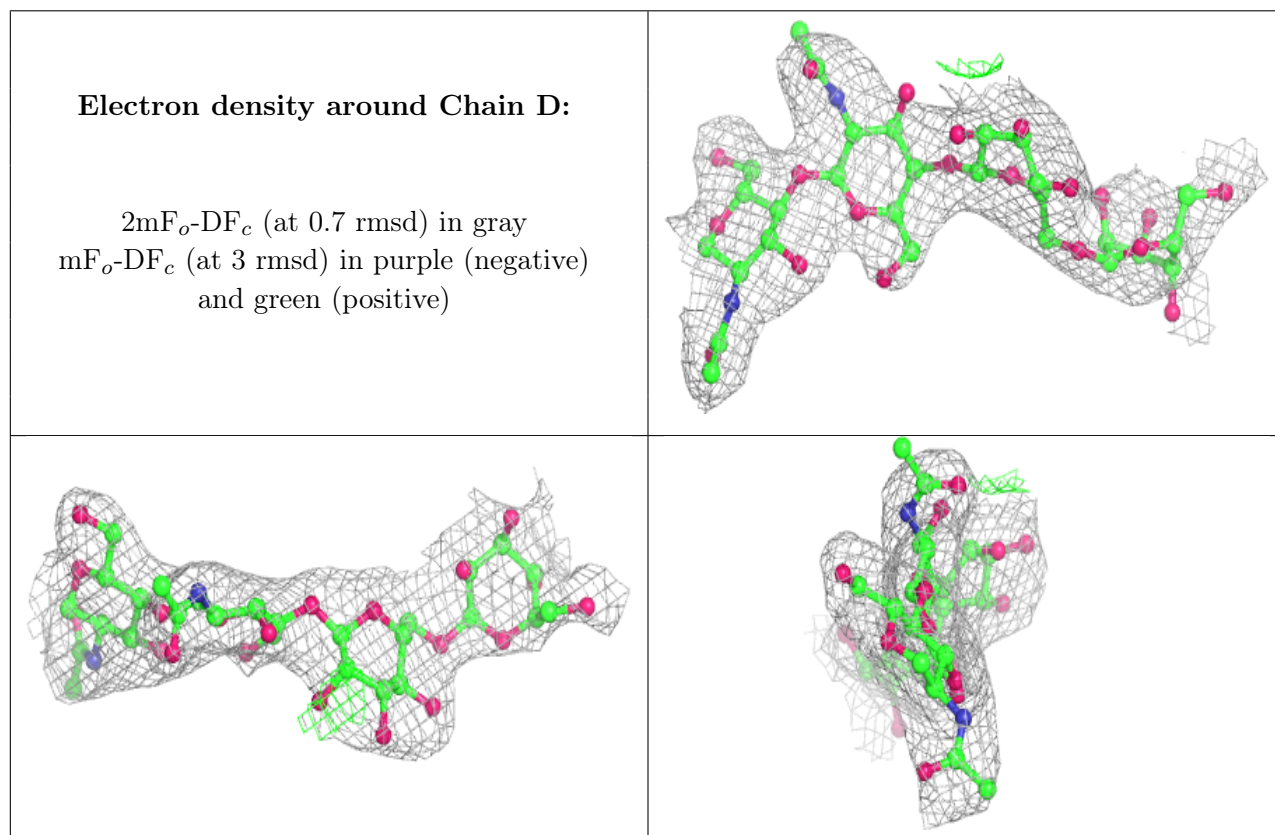 Electron density around Chain D:
2mFo-DFc (at 0.7 rmsd) in gray
mFo-DFc (at 3 rmsd) in purple (negative)
and green (positive)